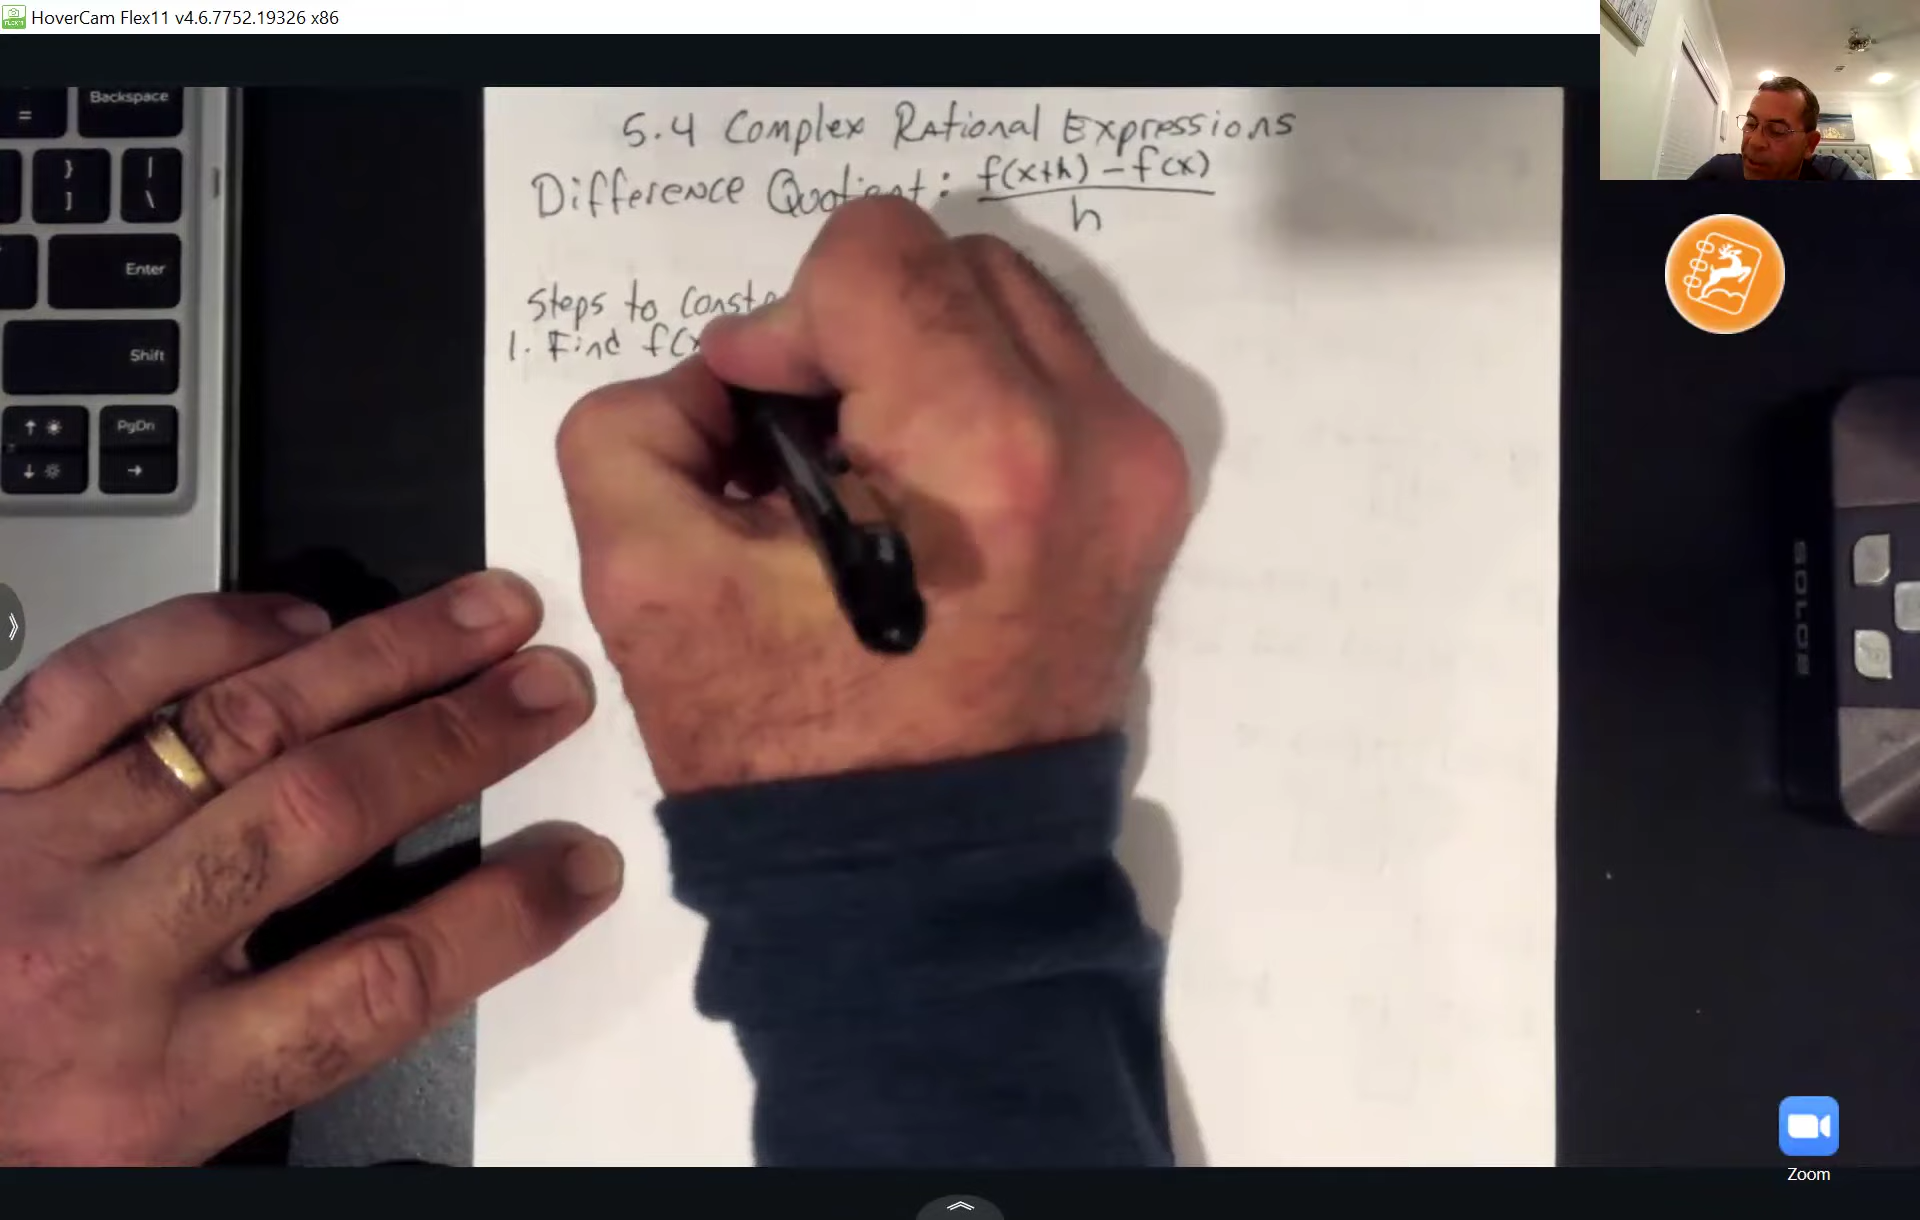 HoverCam Flex11 v4.6.7752.19326 x86
=
Backspace
}
]
|
\
Enter
Shift
↑
PgDn
↓
→
5.4 Complex Rational Expressions
Difference Quotient: f(x+h) - f(x)
h
Steps to
1. Find f(x
SOLOS
Zoom